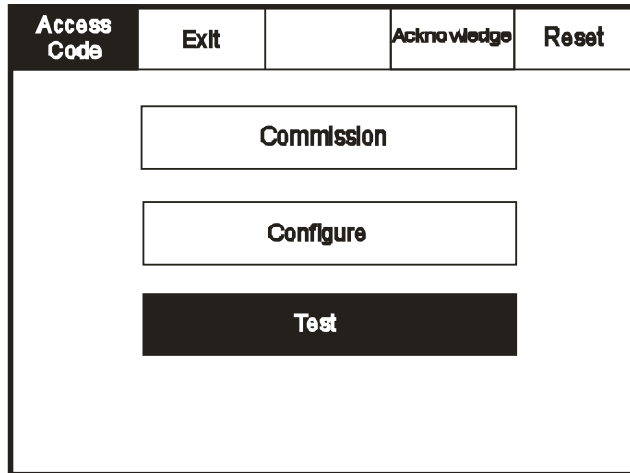 Access
Code
Exit
Acknowledge
Reset
Commission
Configure
Test